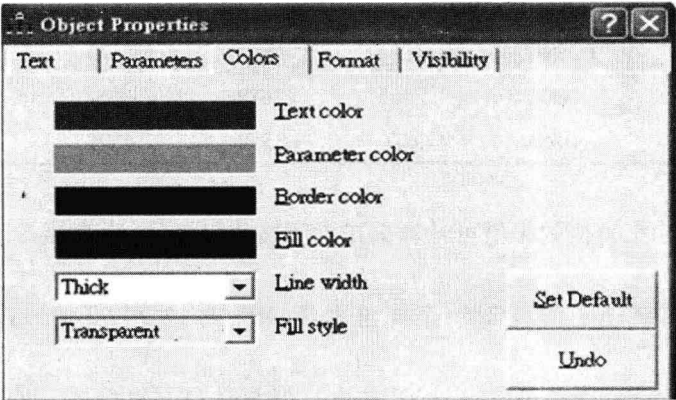 Object Properties
Text Parameters Colors Format Visibility
Text color
Parameter color
Border color
Fill color
Thick Line width
Transparent Fill style
Set Default
Undo